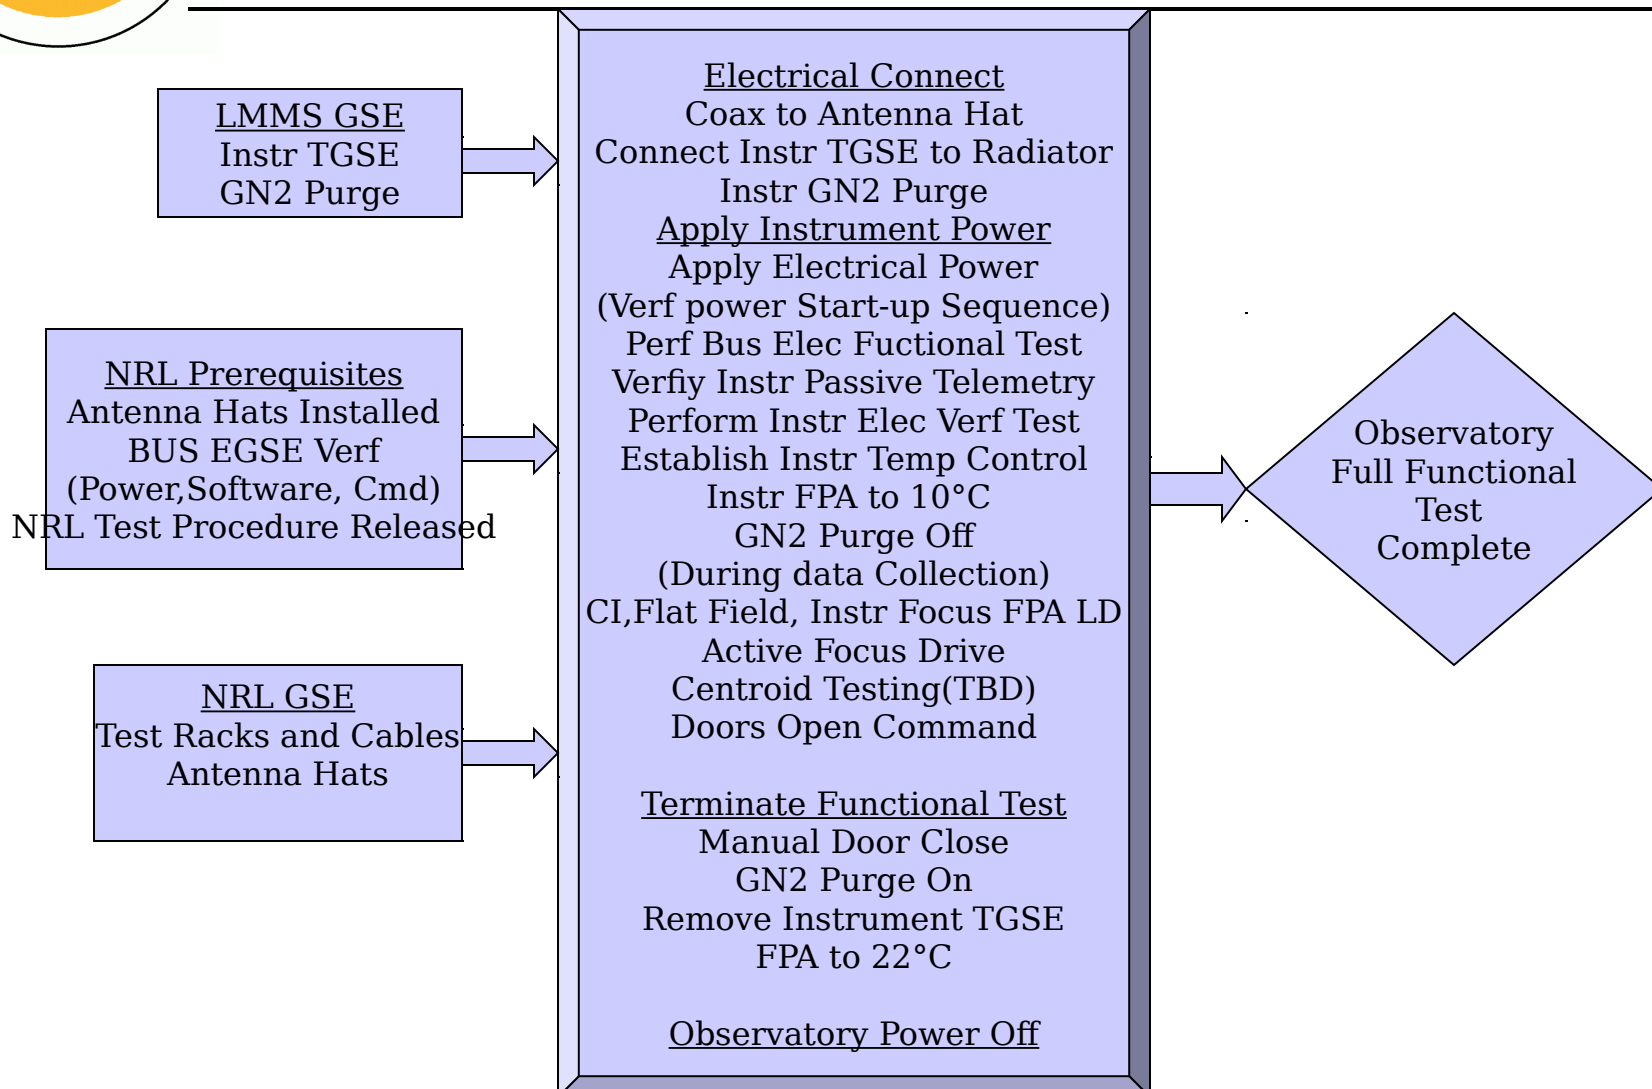 LMMS GSE
Instr TGSE
GN2 Purge
NRL Prerequisites
Antenna Hats Installed
BUS EGSE Verf
(Power,Software, Cmd)
NRL Test Procedure Released
NRL GSE
Test Racks and Cables
Antenna Hats
Electrical Connect
Coax to Antenna Hat
Connect Instr TGSE to Radiator
Instr GN2 Purge
Apply Instrument Power
Apply Electrical Power
(Verf power Start-up Sequence)
Perf Bus Elec Fuctional Test
Verfiy Instr Passive Telemetry
Perform Instr Elec Verf Test
Establish Instr Temp Control
Instr FPA to 10°C
GN2 Purge Off
(During data Collection)
CI,Flat Field, Instr Focus FPA LD
Active Focus Drive
Centroid Testing(TBD)
Doors Open Command
Terminate Functional Test
Manual Door Close
GN2 Purge On
Remove Instrument TGSE
FPA to 22°C
Observatory Power Off
Observatory
Full Functional
Test
Complete